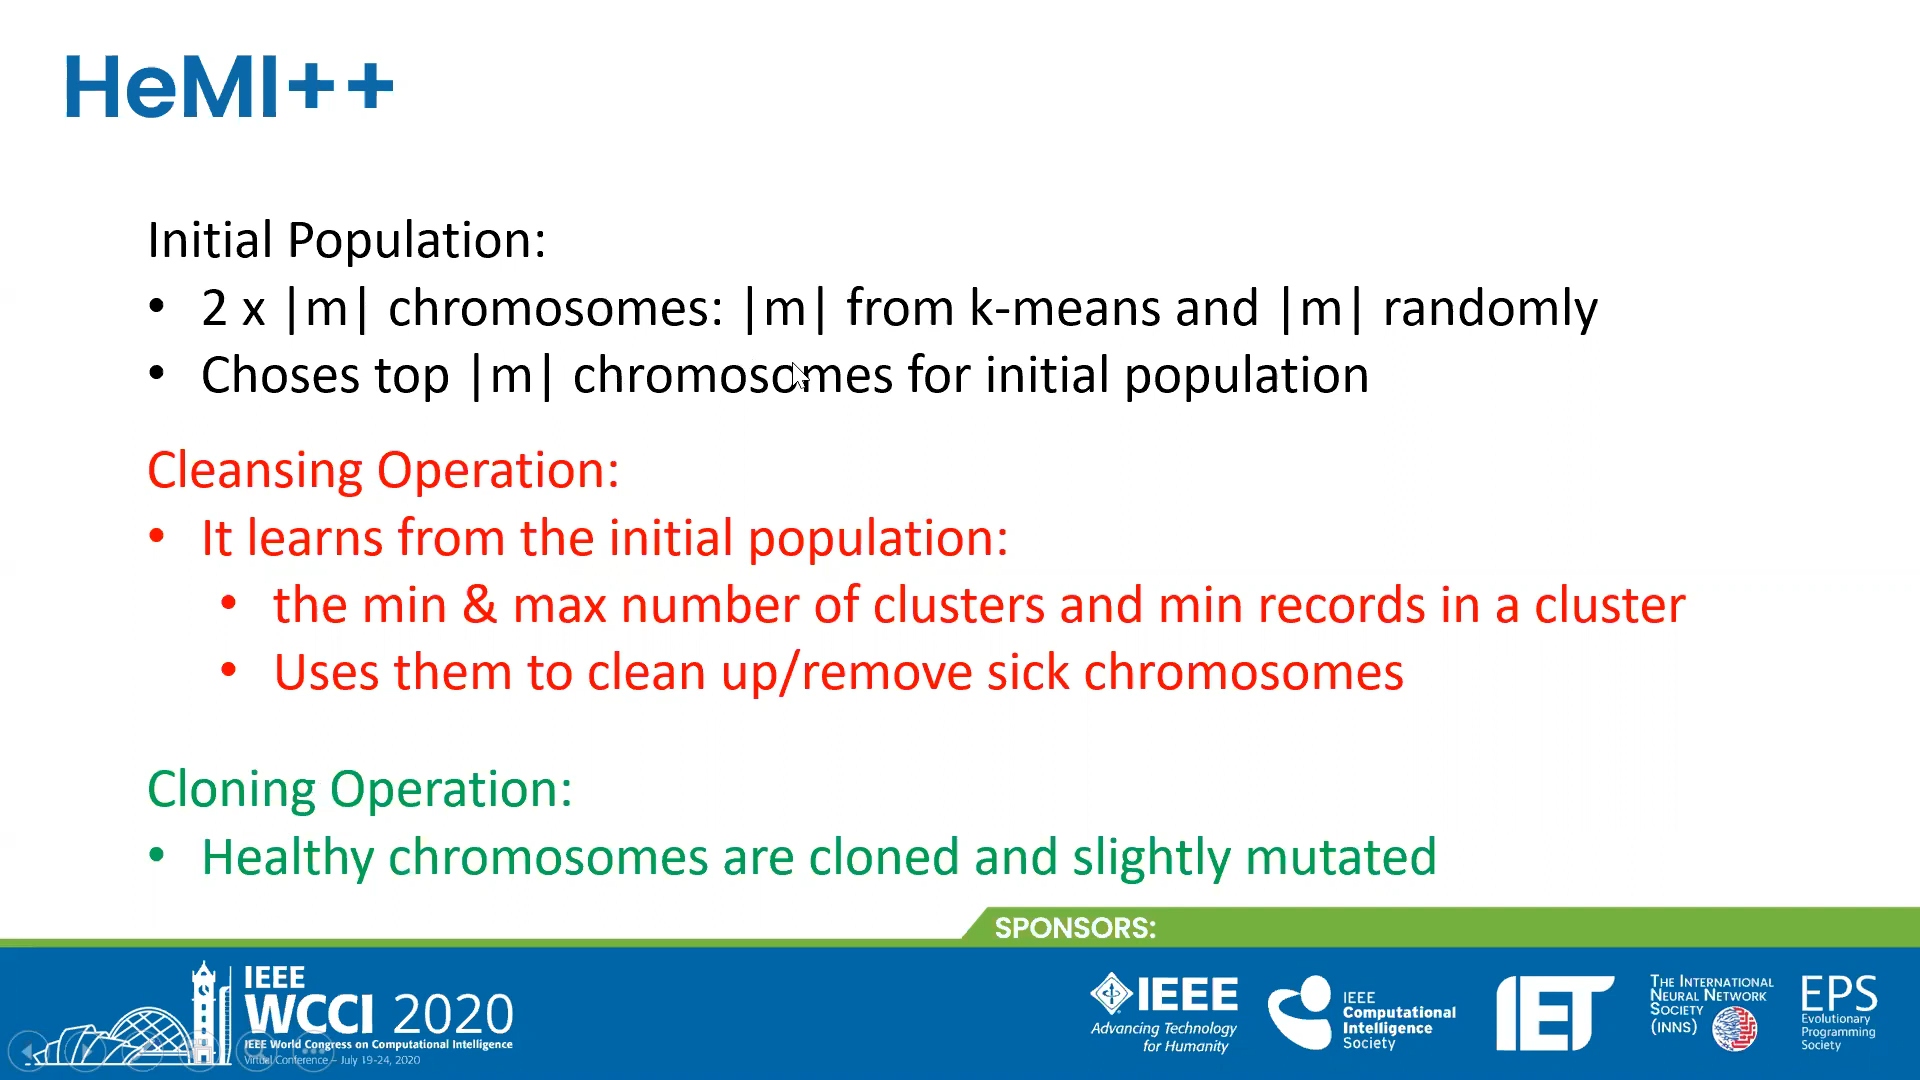 HeMI++
Initial Population:
• 2 x |m| chromosomes: |m| from k-means and |m| randomly
• Choses top |m| chromosomes for initial population
Cleansing Operation:
• It learns from the initial population:
• the min & max number of clusters and min records in a cluster
• Uses them to clean up/remove sick chromosomes
Cloning Operation:
• Healthy chromosomes are cloned and slightly mutated
SPONSORS:
IEEE
WCCI 2020
IEEE World Congress on Computational Intelligence
Virtual Conference – July 19-24, 2020
IEEE
Advancing Technology
for Humanity
IEEE
Computational
Intelligence
Society
IET
THE INTERNATIONAL
NEURAL NETWORK
SOCIETY
(INNS)
EPS
Evolutionary
Programming
Society